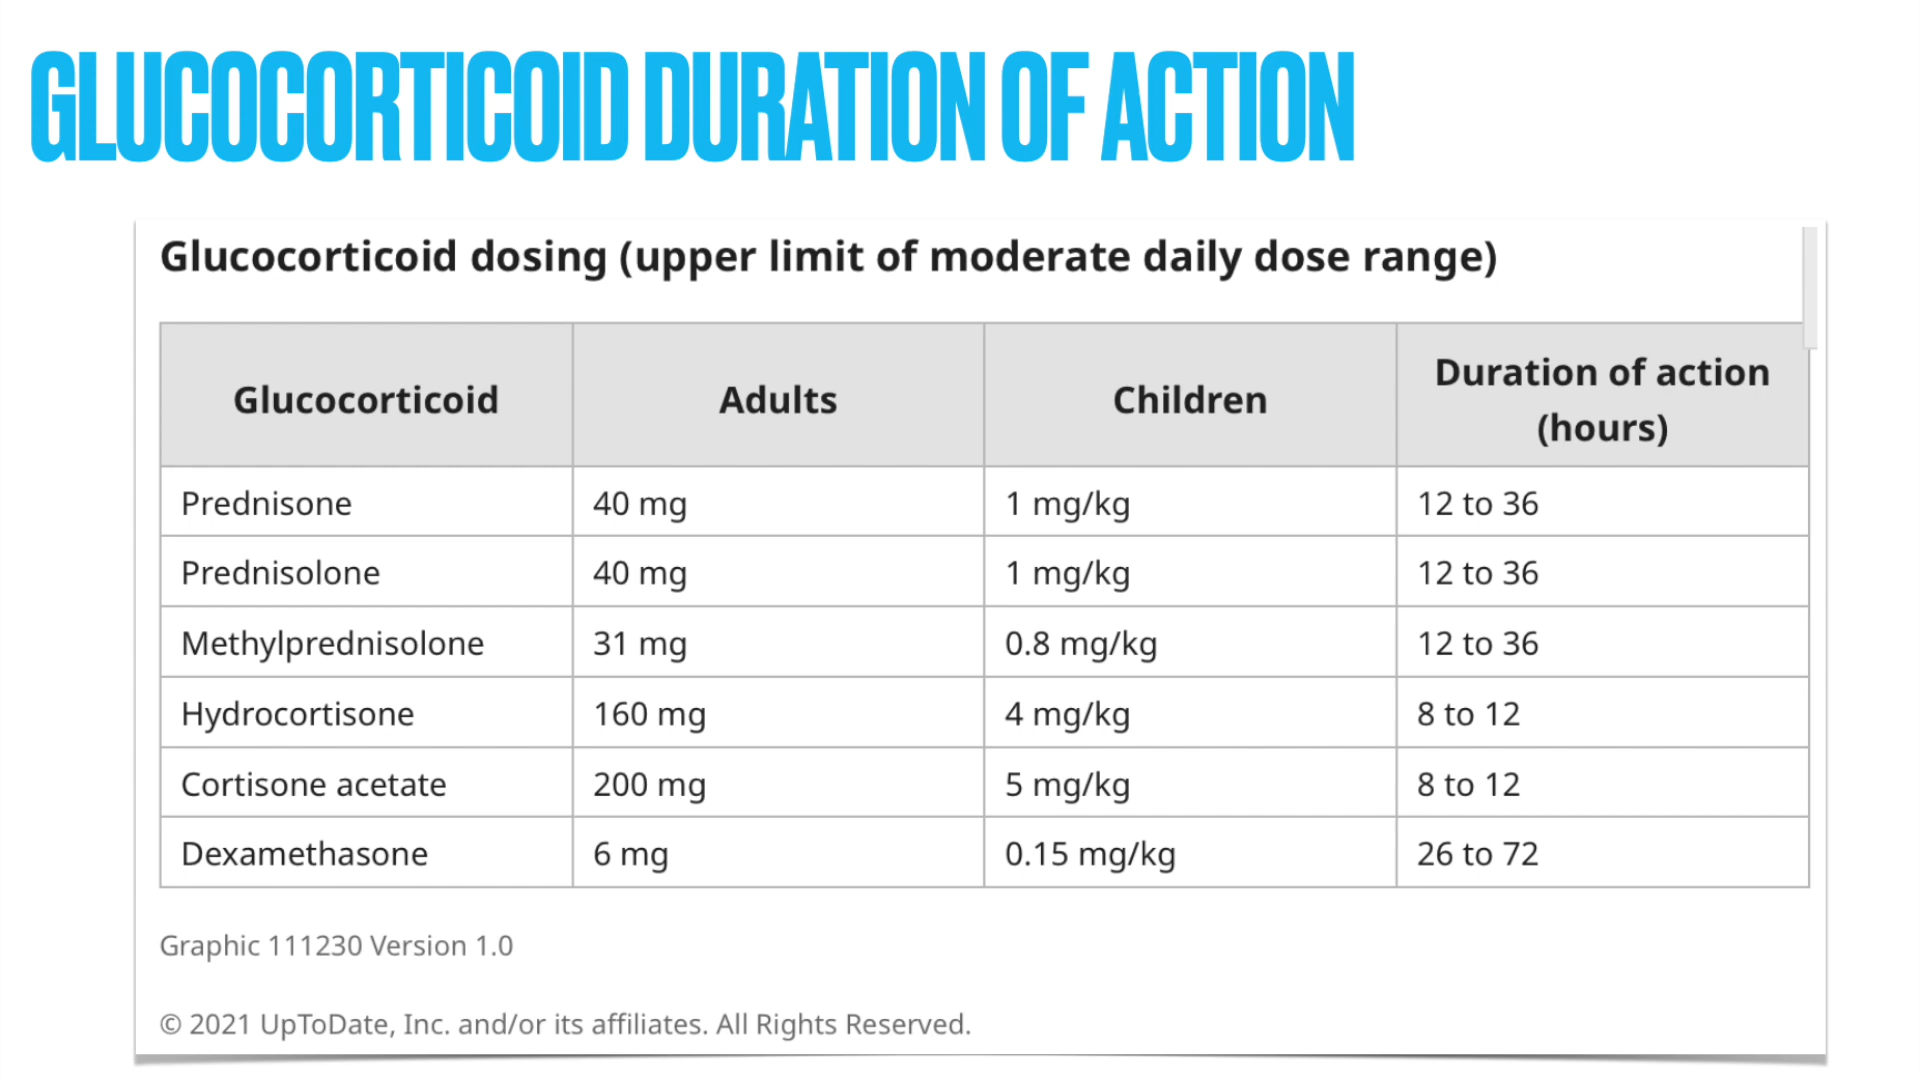 GLUCOCORTICOID DURATION OF ACTION
Glucocorticoid dosing (upper limit of moderate daily dose range)
Glucocorticoid Adults Children Duration of action (hours)
Prednisone 40 mg 1 mg/kg 12 to 36
Prednisolone 40 mg 1 mg/kg 12 to 36
Methylprednisolone 31 mg 0.8 mg/kg 12 to 36
Hydrocortisone 160 mg 4 mg/kg 8 to 12
Cortisone acetate 200 mg 5 mg/kg 8 to 12
Dexamethasone 6 mg 0.15 mg/kg 26 to 72
Graphic 111230 Version 1.0
© 2021 UpToDate, Inc. and/or its affiliates. All Rights Reserved.